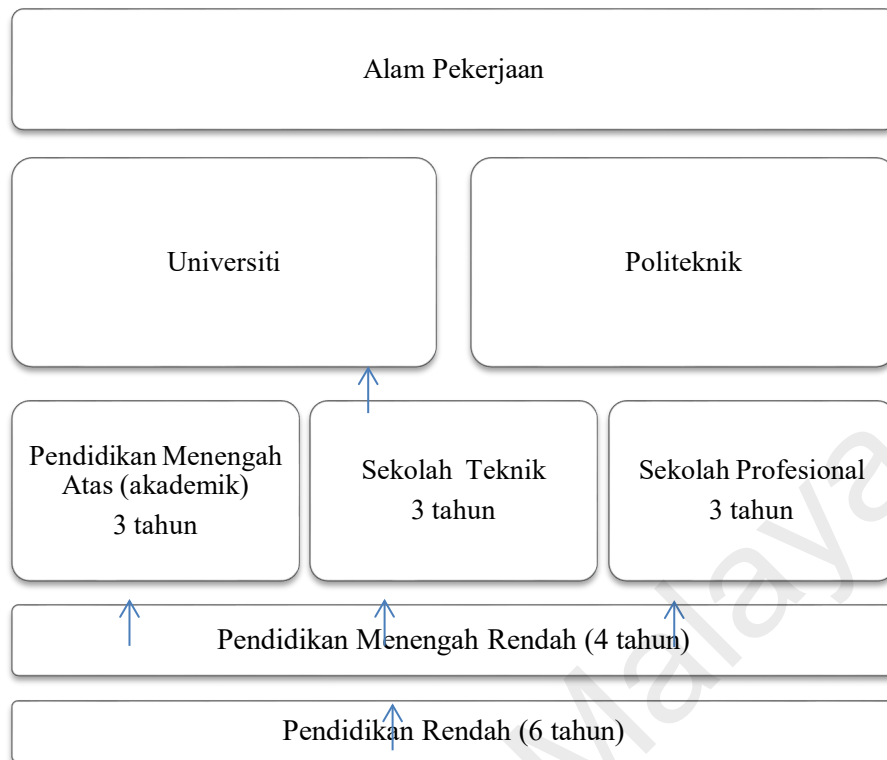 Alam Pekerjaan
Universiti
Politeknik
Pendidikan Menengah
Atas (akademik)
3 tahun
Sekolah Teknik
3 tahun
Sekolah Profesional
3 tahun
Pendidikan Menengah Rendah (4 tahun)
Pendidikan Rendah (6 tahun)
Malaya